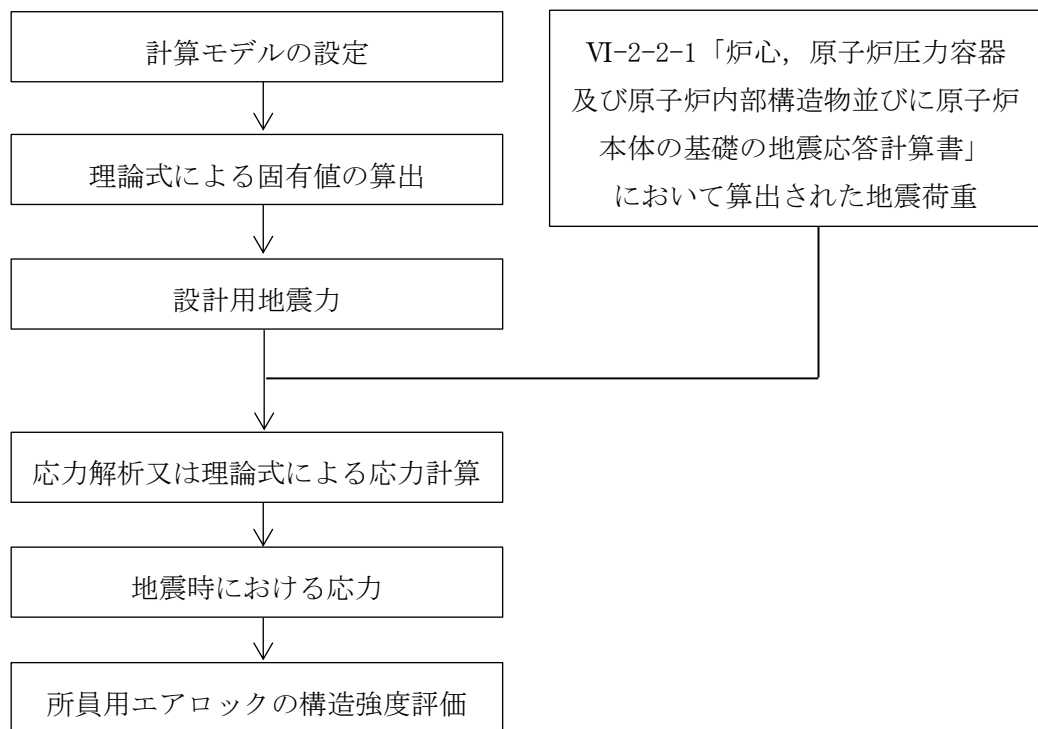 計算モデルの設定
理論式による固有値の算出
設計用地震力
Ⅵ-2-2-1「炉心，原子炉圧力容器
及び原子炉内部構造物並びに原子炉
本体の基礎の地震応答計算書」
において算出された地震荷重
応力解析又は理論式による応力計算
地震時における応力
所員用エアロックの構造強度評価